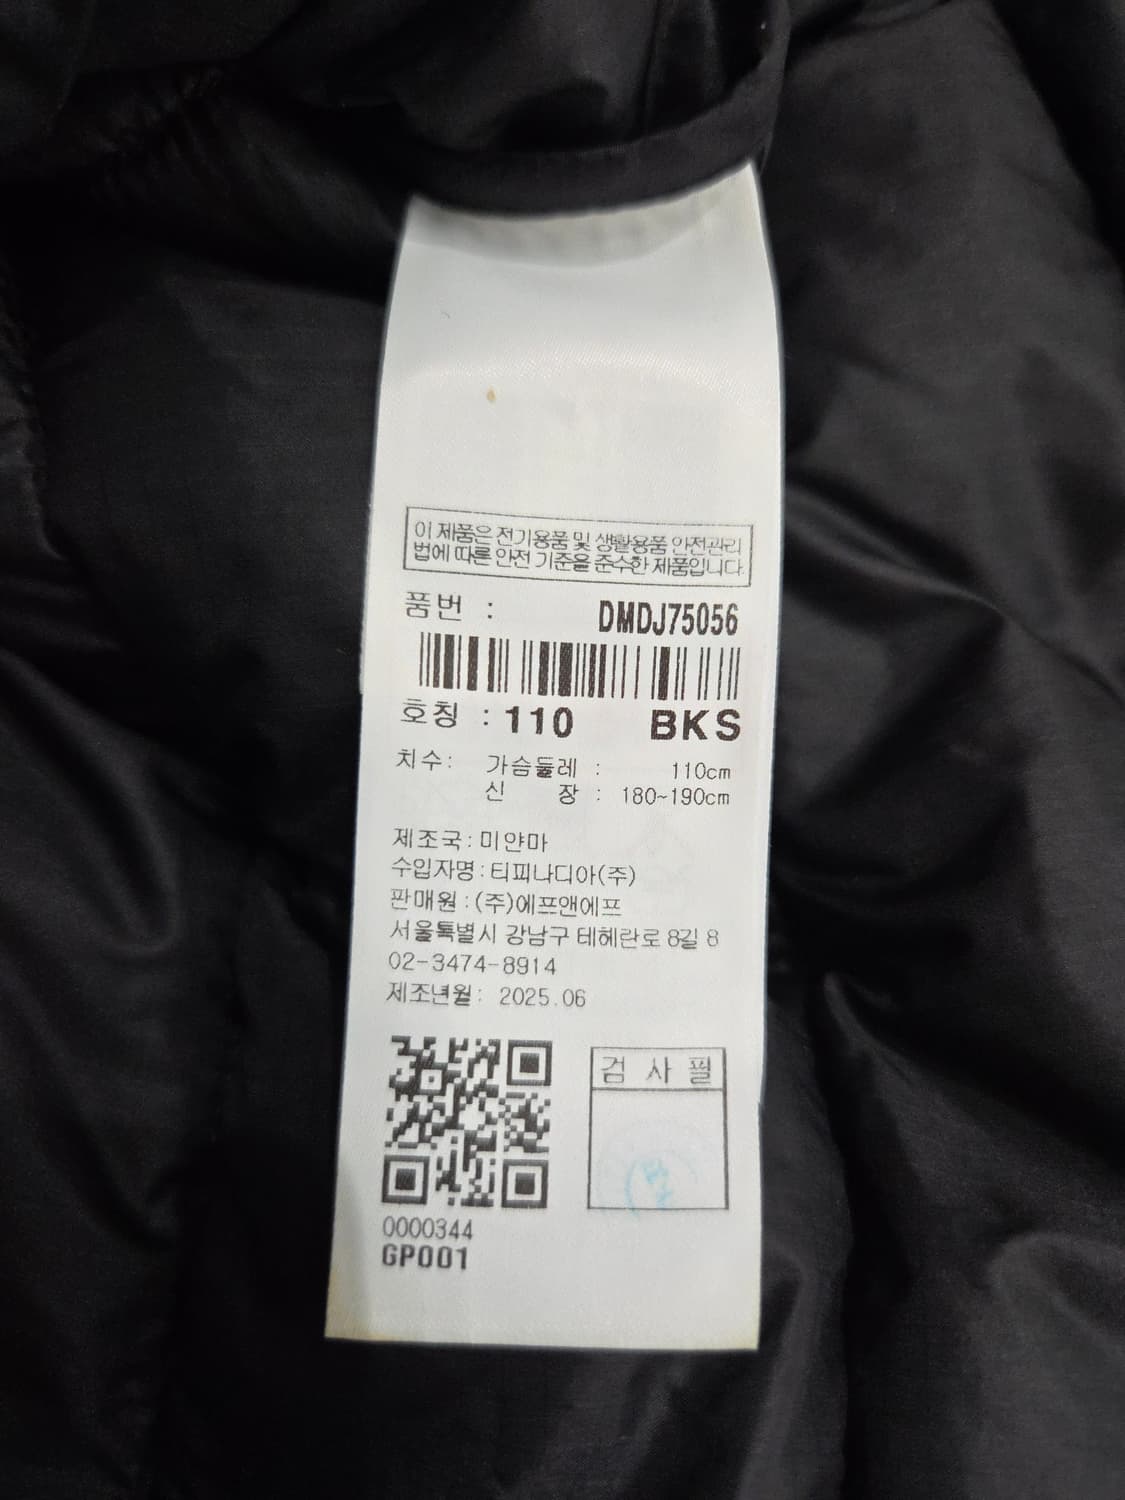 이 제품은 전기용품 및 생활용품 안전관리
법에 따른 안전 기준을 준수한 제품입니다.
품번 : DMDJ75056
호칭 : 110 BKS
치수: 가슴둘레 : 110cm
신 장 : 180~190cm
제조국:미얀마
수입자명:티피나디아(주)
판매원:(주)에프앤에프
서울특별시 강남구 테헤란로 8길 8
02-3474-8914
제조년월: 2025.06
검 사 필
0000344
GP001